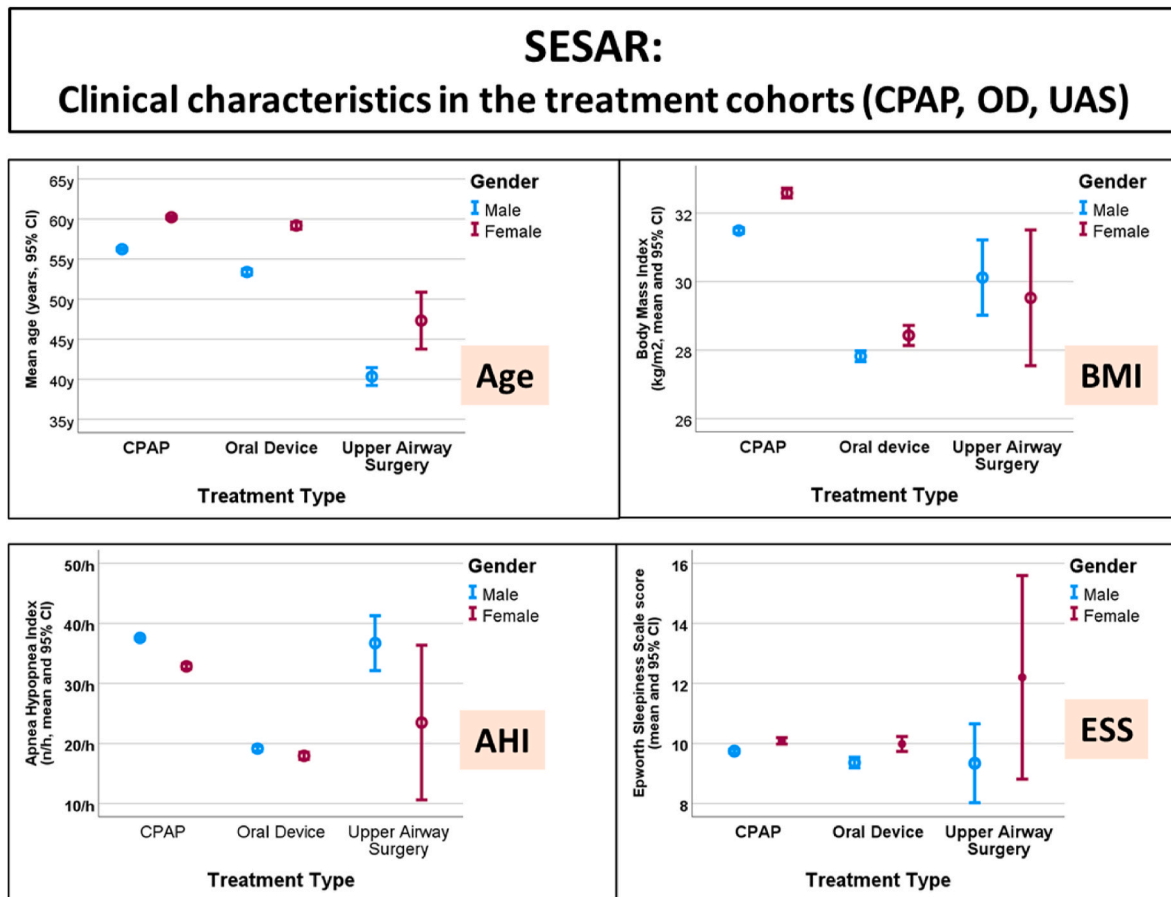 SESAR:
Clinical characteristics in the treatment cohorts (CPAP, OD, UAS)
Mean age (years, 95% CI)
65y
60y
55y
50y
45y
40y
35y
CPAP
Oral Device
Upper Airway
Surgery
Treatment Type
Gender
Male
Female
Age
Body Mass Index
(kg/m2, mean and 95% CI)
32
30
28
26
CPAP
Oral device
Upper Airway
Surgery
Treatment Type
Gender
Male
Female
BMI
Apnea Hypopnea Index
(n/h, mean and 95% CI)
50/h
40/h
30/h
20/h
10/h
CPAP
Oral Device
Upper Airway
Surgery
Treatment Type
Gender
Male
Female
AHI
Epworth Sleepiness Scale score
(mean and 95% CI)
16
14
12
10
8
CPAP
Oral Device
Upper Airway
Surgery
Treatment Type
Gender
Male
Female
ESS